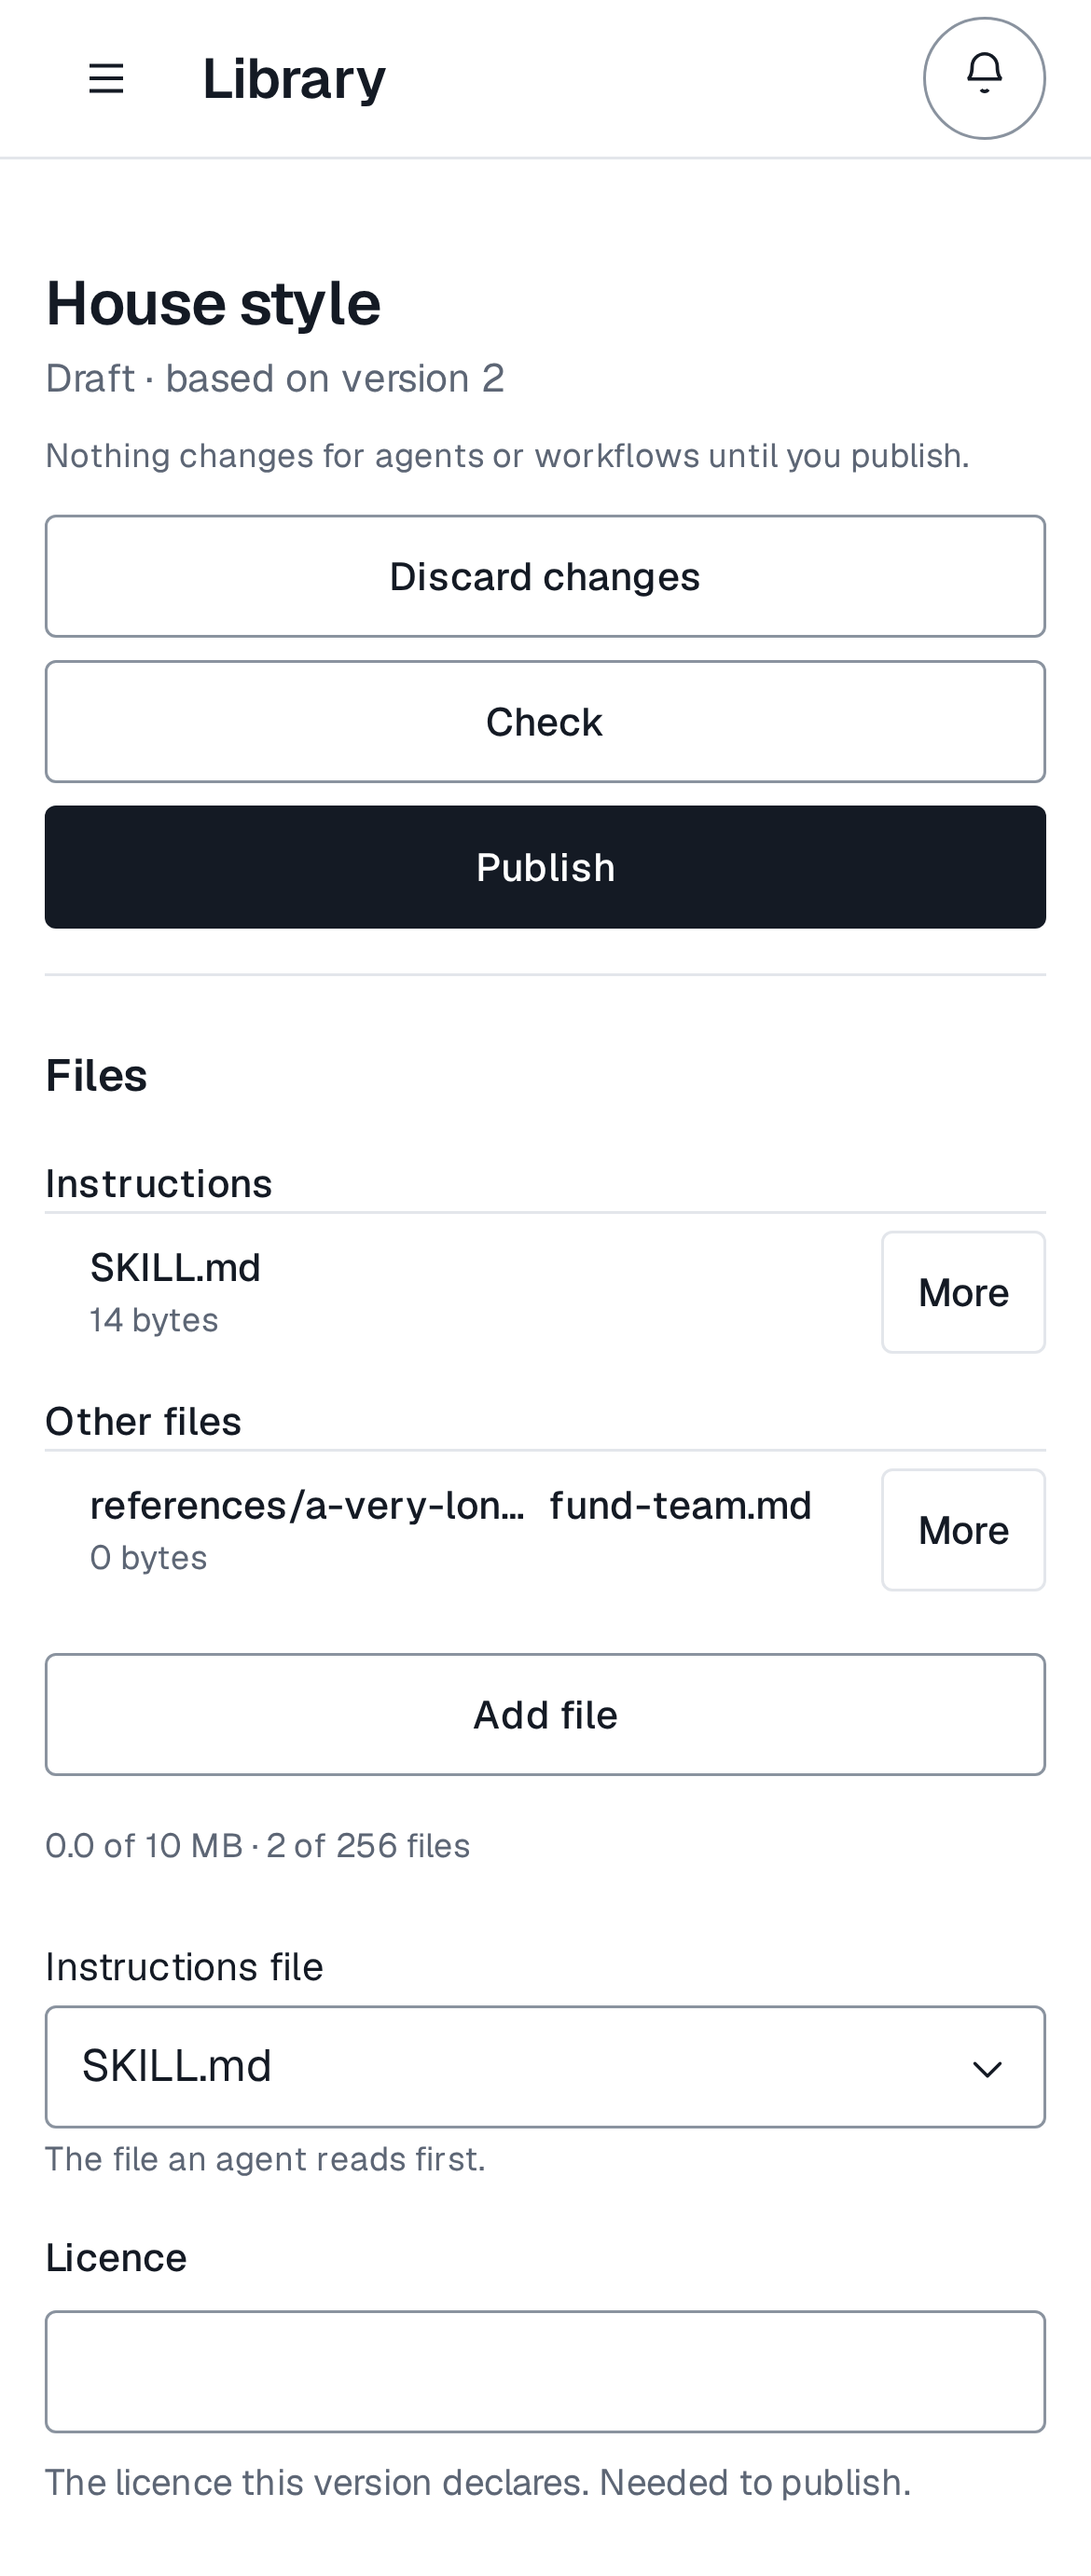 Library
House style
Draft · based on version 2
Nothing changes for agents or workflows until you publish.
Discard changes
Check
Publish
Files
Instructions
SKILL.md
14 bytes
More
Other files
references/a-very-lon... fund-team.md
0 bytes
More
Add file
0.0 of 10 MB · 2 of 256 files
Instructions file
SKILL.md
The file an agent reads first.
Licence
The licence this version declares. Needed to publish.